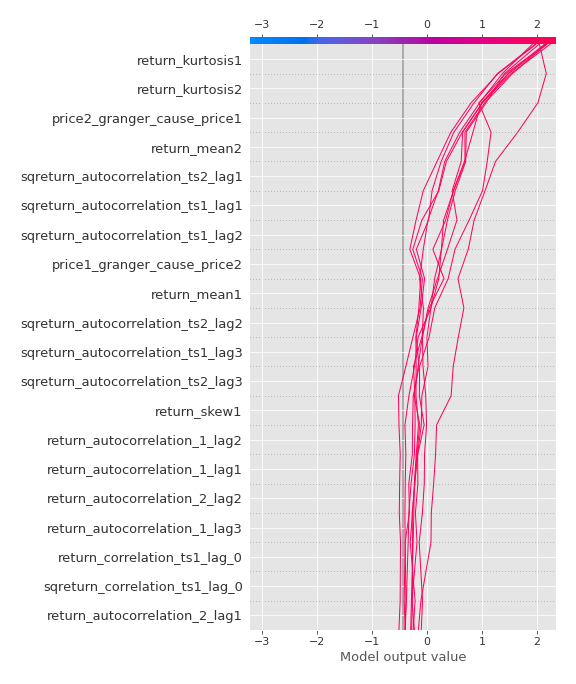 −3 −2 −1 0 1 2
return_kurtosis1
return_kurtosis2
price2_granger_cause_price1
return_mean2
sqreturn_autocorrelation_ts2_lag1
sqreturn_autocorrelation_ts1_lag1
sqreturn_autocorrelation_ts1_lag2
price1_granger_cause_price2
return_mean1
sqreturn_autocorrelation_ts2_lag2
sqreturn_autocorrelation_ts1_lag3
sqreturn_autocorrelation_ts2_lag3
return_skew1
return_autocorrelation_1_lag2
return_autocorrelation_1_lag1
return_autocorrelation_2_lag2
return_autocorrelation_1_lag3
return_correlation_ts1_lag_0
sqreturn_correlation_ts1_lag_0
return_autocorrelation_2_lag1
−3 −2 −1 0 1 2
Model output value